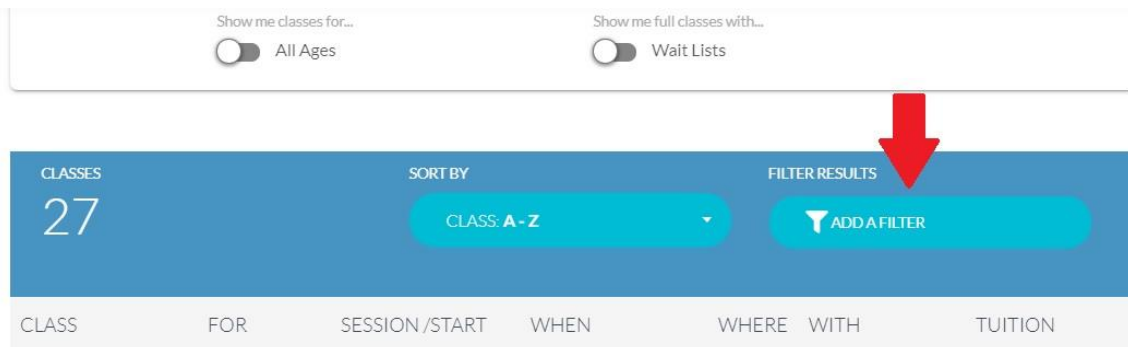 Show me classes for...
Show me full classes with...
All Ages
Wait Lists
CLASSES
SORT BY
FILTER RESULTS
27
CLASS: A - Z
ADD A FILTER
CLASS FOR SESSION / START WHEN WHERE WITH TUITION